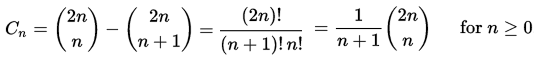 C_n = \binom{2n}{n} - \binom{2n}{n+1} = \frac{(2n)!}{(n+1)!\,n!} = \frac{1}{n+1}\binom{2n}{n} \quad \text{for } n \geq 0